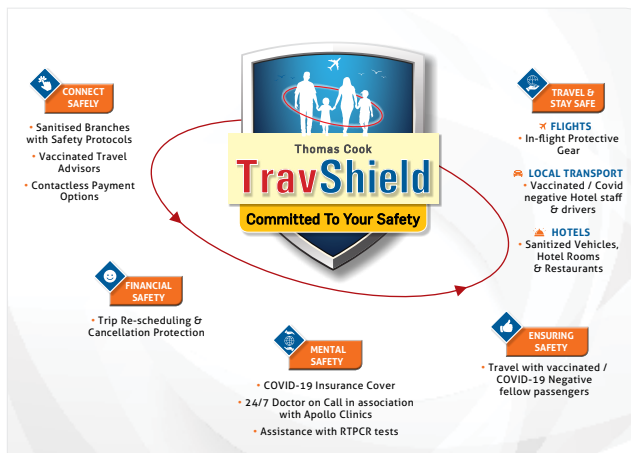 CONNECT
SAFELY
• Sanitised Branches
with Safety Protocols
• Vaccinated Travel
Advisors
• Contactless Payment
Options
Thomas Cook
TravShield
Committed To Your Safety
TRAVEL &
STAY SAFE
FLIGHTS
• In-flight Protective
Gear
LOCAL TRANSPORT
• Vaccinated / Covid
negative Hotel staff
& drivers
HOTELS
• Sanitized Vehicles,
Hotel Rooms
& Restaurants
FINANCIAL
SAFETY
• Trip Re-scheduling &
Cancellation Protection
MENTAL
SAFETY
• COVID-19 Insurance Cover
• 24/7 Doctor on Call in association
with Apollo Clinics
• Assistance with RTPCR tests
ENSURING
SAFETY
• Travel with vaccinated /
COVID-19 Negative
fellow passengers